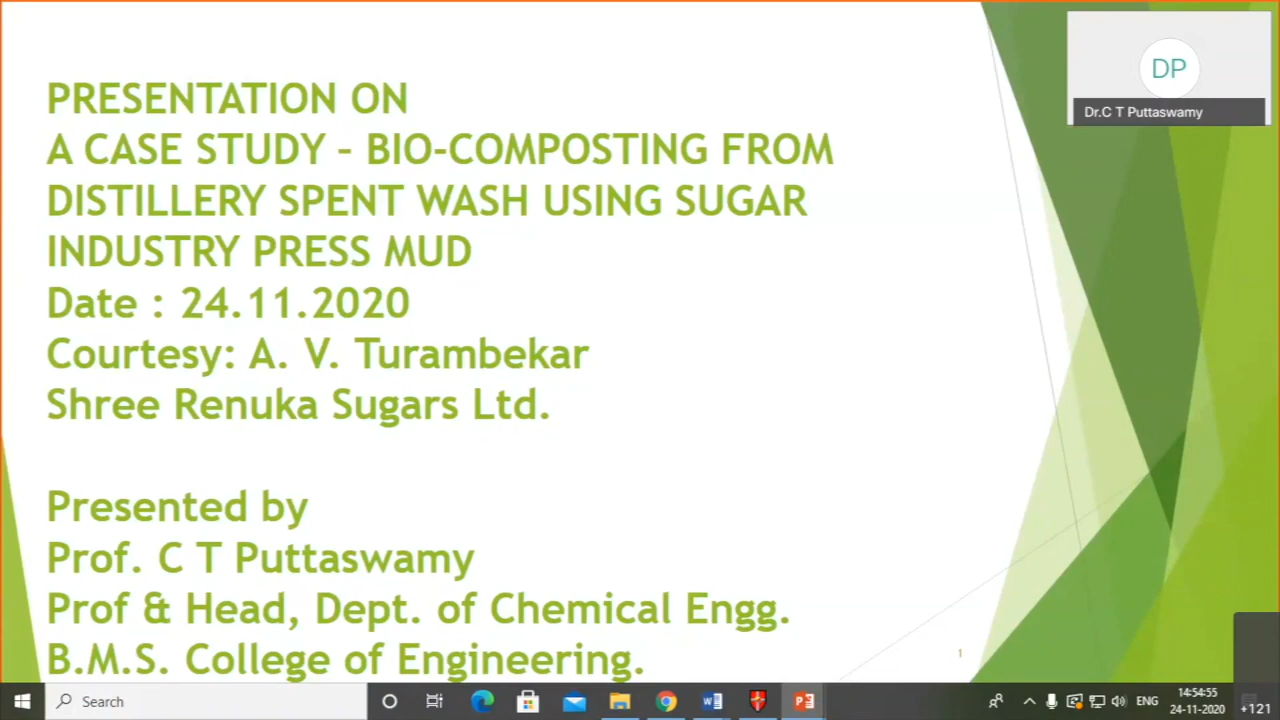 PRESENTATION ON
A CASE STUDY – BIO-COMPOSTING FROM
DISTILLERY SPENT WASH USING SUGAR
INDUSTRY PRESS MUD
Date : 24.11.2020
Courtesy: A. V. Turambekar
Shree Renuka Sugars Ltd.
Presented by
Prof. C T Puttaswamy
Prof & Head, Dept. of Chemical Engg.
B.M.S. College of Engineering.
DP
Dr.C T Puttaswamy
1
Search
ENG
14:54:55
24-11-2020
+121